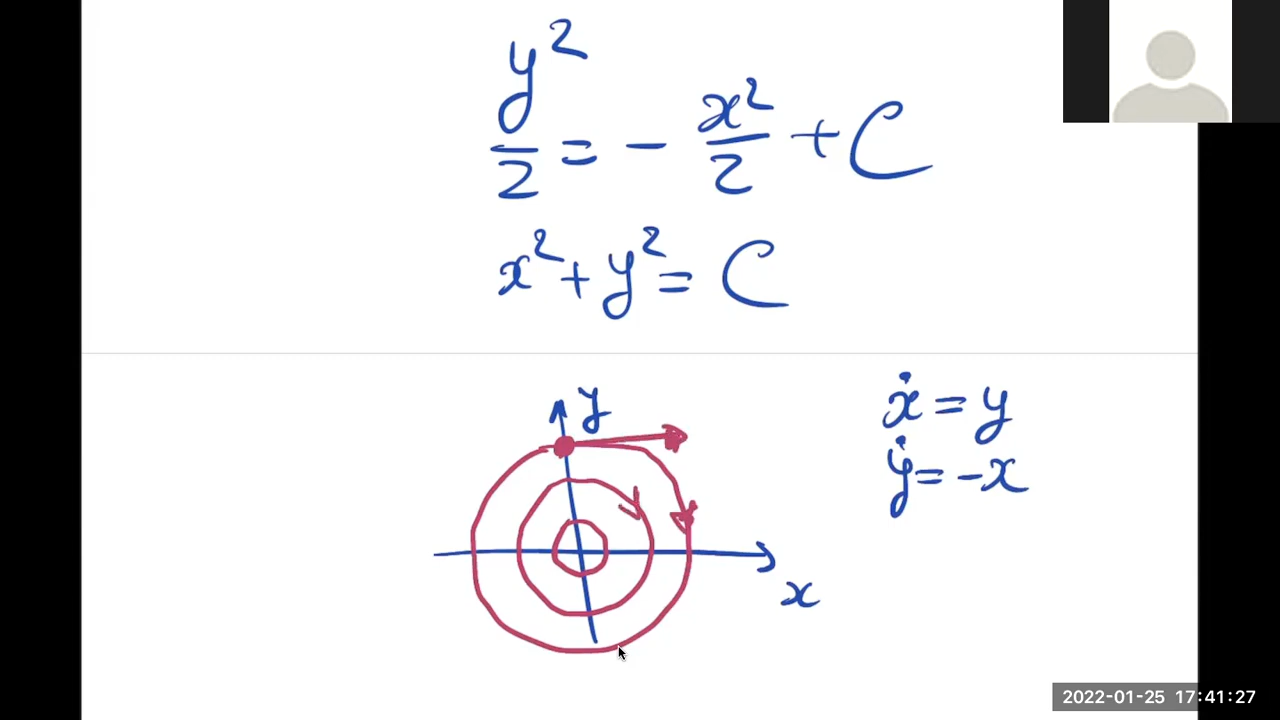 y²/2 = - x²/2 + C
x² + y² = C
y
ẋ = y
ẏ = -x
x
2022-01-25 17:41:27